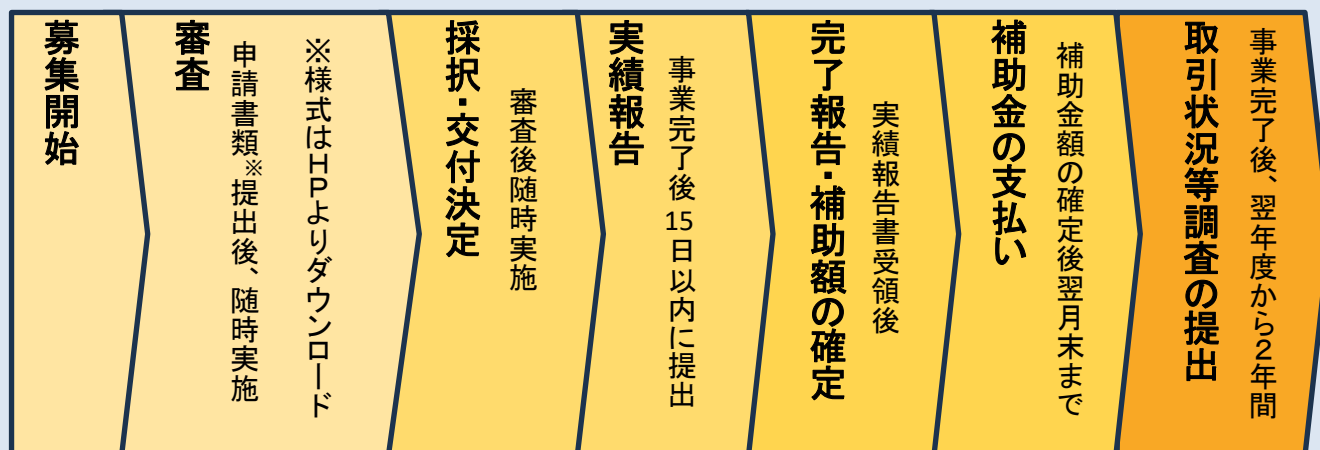 募集開始
審査
申請書類※提出後、随時実施
※様式はHPよりダウンロード
採択・交付決定
審査後随時実施
実績報告
事業完了後15日以内に提出
完了報告・補助額の確定
実績報告書受領後
補助金の支払い
補助金額の確定後翌月末まで
取引状況等調査の提出
事業完了後、翌年度から2年間